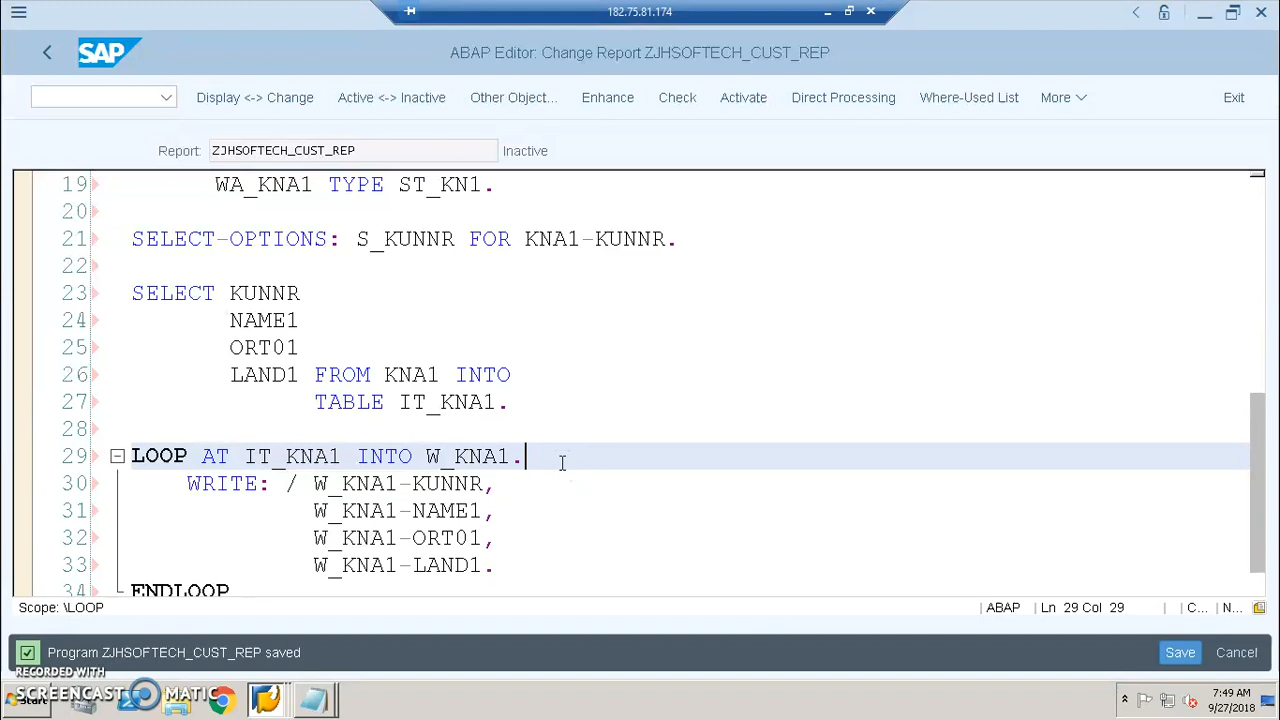 182.75.81.174
SAP
ABAP Editor: Change Report ZJHSOFTECH_CUST_REP
Display <-> Change Active <-> Inactive Other Object... Enhance Check Activate Direct Processing Where-Used List More Exit
Report: ZJHSOFTECH_CUST_REP Inactive
19 WA_KNA1 TYPE ST_KN1.
20
21 SELECT-OPTIONS: S_KUNNR FOR KNA1-KUNNR.
22
23 SELECT KUNNR
24 NAME1
25 ORT01
26 LAND1 FROM KNA1 INTO
27 TABLE IT_KNA1.
28
29 LOOP AT IT_KNA1 INTO W_KNA1.
30 WRITE: / W_KNA1-KUNNR,
31 W_KNA1-NAME1,
32 W_KNA1-ORT01,
33 W_KNA1-LAND1.
34 ENDLOOP
Scope: \LOOP ABAP Ln 29 Col 29 C... N...
Program ZJHSOFTECH_CUST_REP saved Save Cancel
RECORDED WITH
SCREENCAST MATIC
Start
7:49 AM
9/27/2018